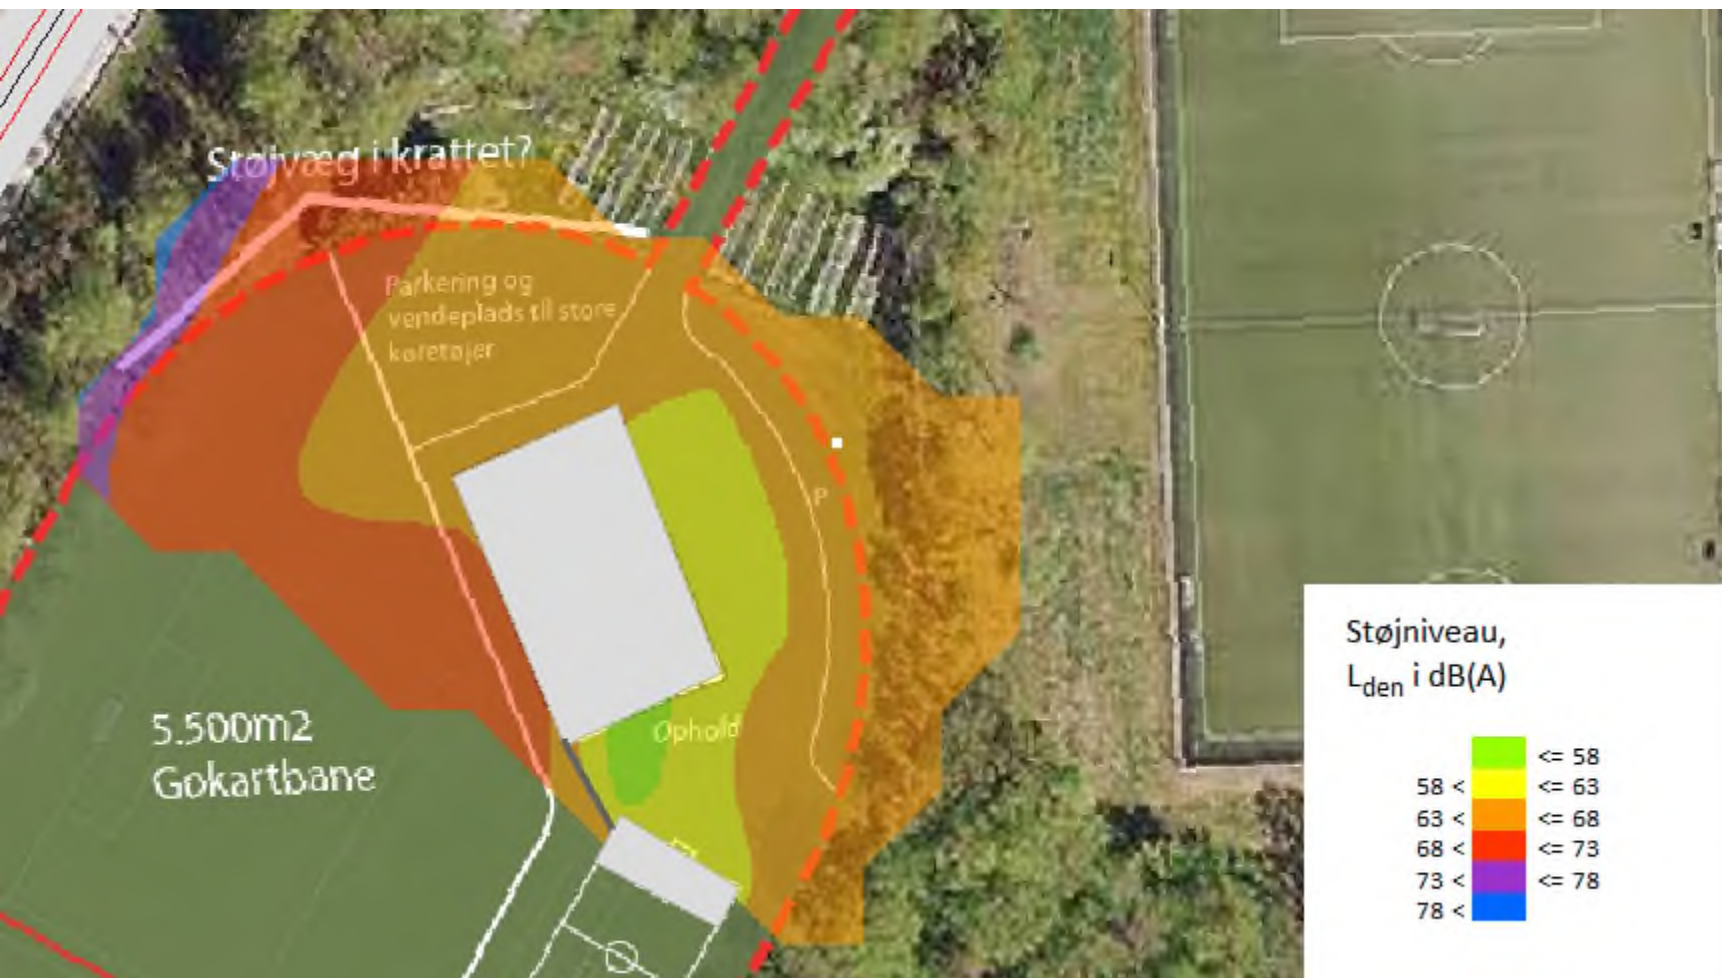 Støjvæg i krattet?
Parkering og
vendeplads til store
køretøjer
P
Ophold
5.500m2
Gokartbane
Støjniveau,
Lden i dB(A)
<= 58
58 < <= 63
63 < <= 68
68 < <= 73
73 < <= 78
78 <